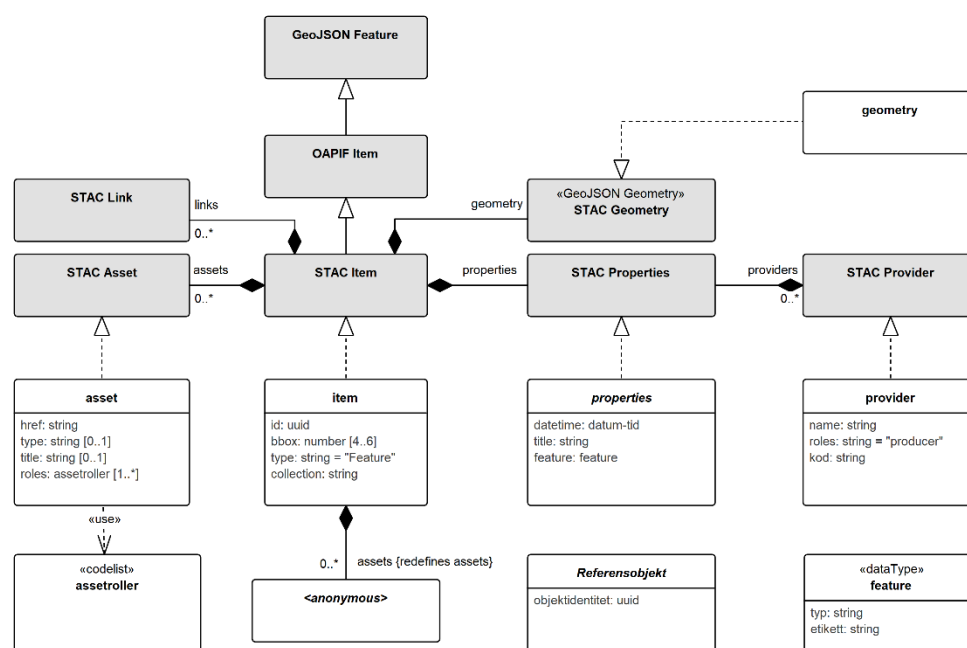 GeoJSON Feature
geometry
OAPIF Item
STAC Link
links
0..*
geometry
«GeoJSON Geometry»
STAC Geometry
STAC Asset
assets
0..*
STAC Item
properties
STAC Properties
providers
0..*
STAC Provider
asset
href: string
type: string [0..1]
title: string [0..1]
roles: assetroller [1..*]
item
id: uuid
bbox: number [4..6]
type: string = "Feature"
collection: string
properties
datetime: datum-tid
title: string
feature: feature
provider
name: string
roles: string = "producer"
kod: string
«use»
«codelist»
assetroller
0..*
assets {redefines assets}
<anonymous>
Referensobjekt
objektidentitet: uuid
«dataType»
feature
typ: string
etikett: string